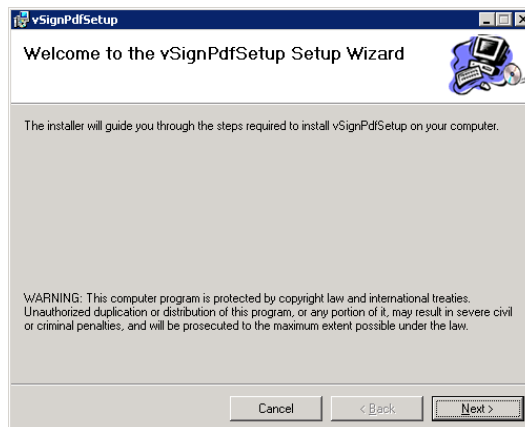 vSignPdfSetup
Welcome to the vSignPdfSetup Setup Wizard
The installer will guide you through the steps required to install vSignPdfSetup on your computer.
WARNING: This computer program is protected by copyright law and international treaties.
Unauthorized duplication or distribution of this program, or any portion of it, may result in severe civil
or criminal penalties, and will be prosecuted to the maximum extent possible under the law.
Cancel
< Back
Next >